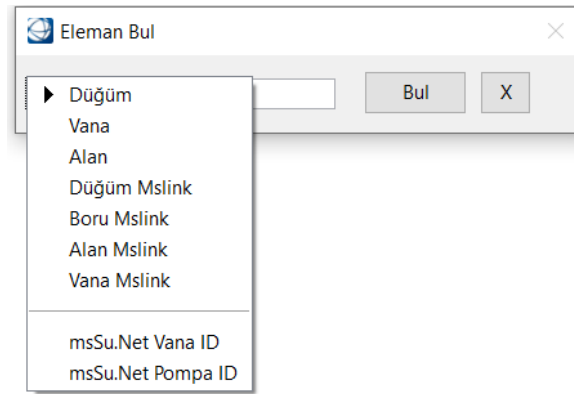 Eleman Bul
Düğüm
Bul
X
Vana
Alan
Düğüm Mslink
Boru Mslink
Alan Mslink
Vana Mslink
msSu.Net Vana ID
msSu.Net Pompa ID